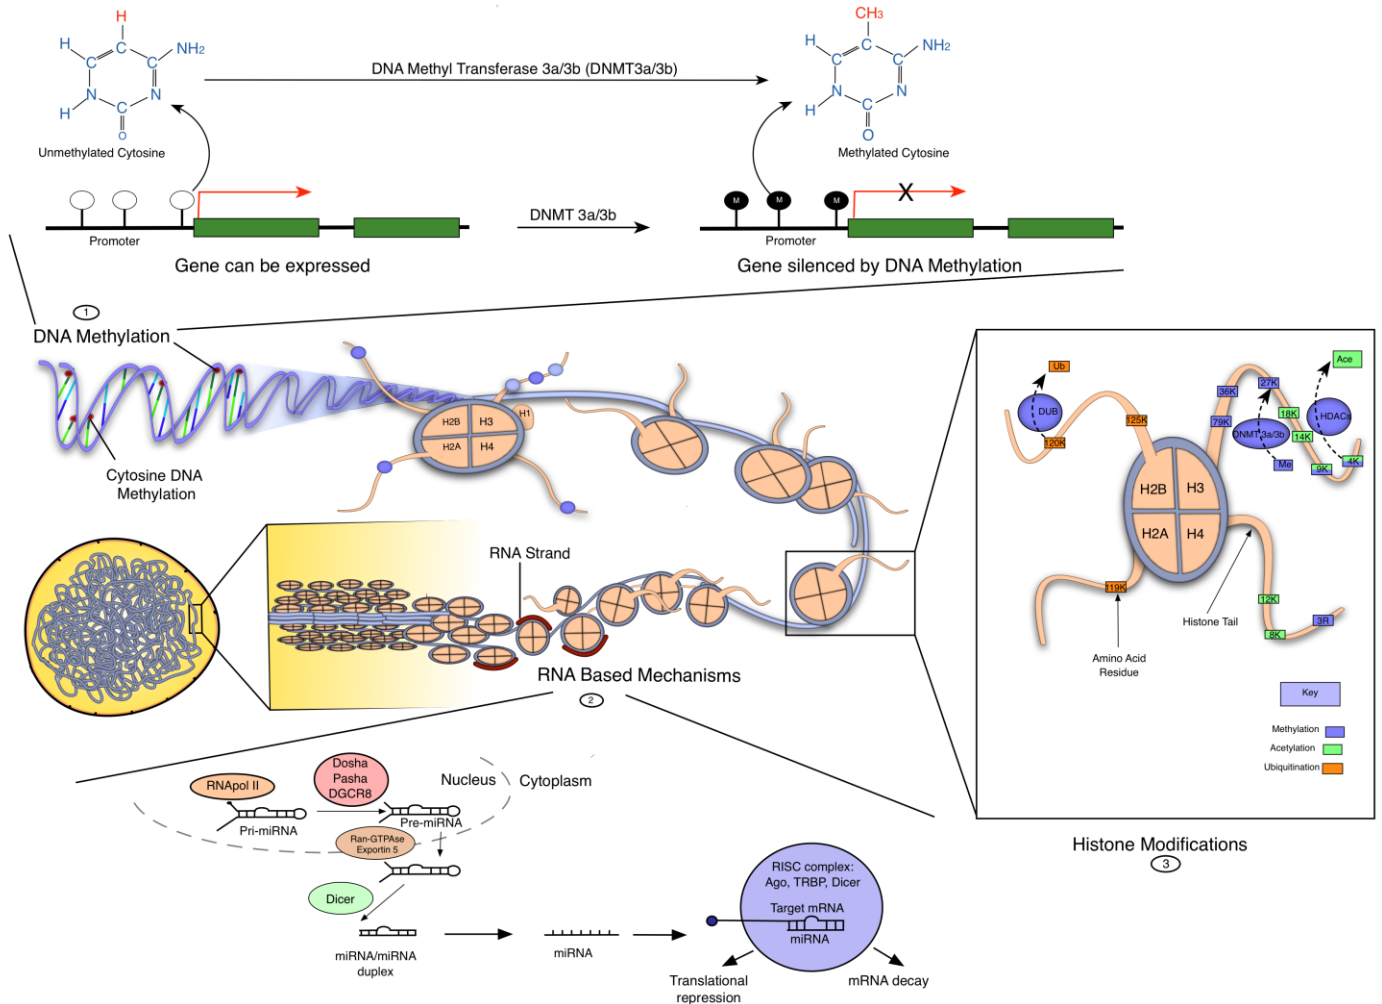 H
H
C
NH2
C
C
H
N
N
C
O
Unmethylated Cytosine
DNA Methyl Transferase 3a/3b (DNMT3a/3b)
CH3
H
C
NH2
C
C
N
N
H
C
O
Methylated Cytosine
Promoter
Gene can be expressed
DNMT 3a/3b
M
M
M
X
Promoter
Gene silenced by DNA Methylation
1
DNA Methylation
Cytosine DNA
Methylation
H2B
H3
H1
H2A
H4
RNA Strand
RNA Based Mechanisms
2
Ub
DUB
120K
125K
36K
27K
79K
18K
14K
9K
4K
Ace
HDACs
DNMT 3a/3b
Me
H2B
H3
H2A
H4
119K
12K
8K
3R
Histone Tail
Amino Acid
Residue
Key
Methylation
Acetylation
Ubiquitination
Histone Modifications
3
RNApol II
Dosha
Pasha
DGCR8
Nucleus
Cytoplasm
Pri-miRNA
Pre-miRNA
Ran-GTPAse
Exportin 5
Dicer
miRNA/miRNA
duplex
miRNA
RISC complex:
Ago, TRBP, Dicer
Target mRNA
miRNA
Translational
repression
mRNA decay